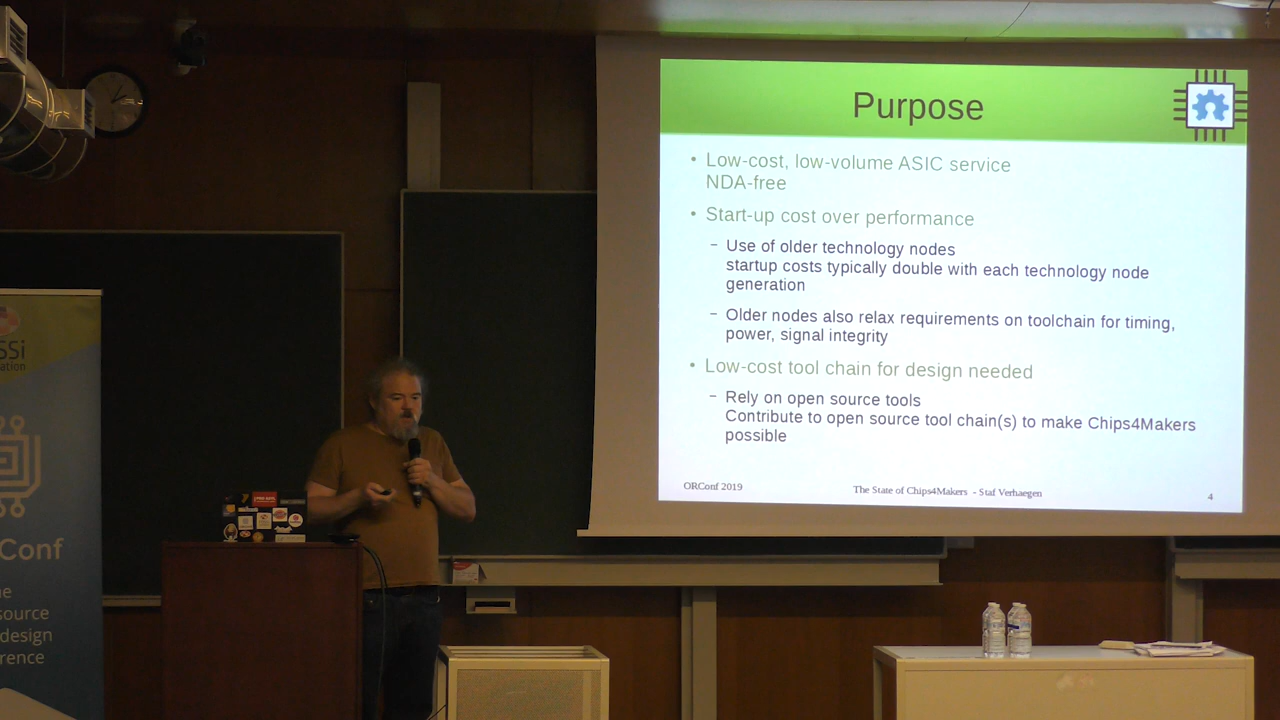 Purpose
• Low-cost, low-volume ASIC service
NDA-free
• Start-up cost over performance
– Use of older technology nodes
startup costs typically double with each technology node
generation
– Older nodes also relax requirements on toolchain for timing,
power, signal integrity
• Low-cost tool chain for design needed
– Rely on open source tools
Contribute to open source tool chain(s) to make Chips4Makers
possible
ORConf 2019
The State of Chips4Makers - Staf Verhaegen
4
SSi
ation
Conf
e
source
design
rence